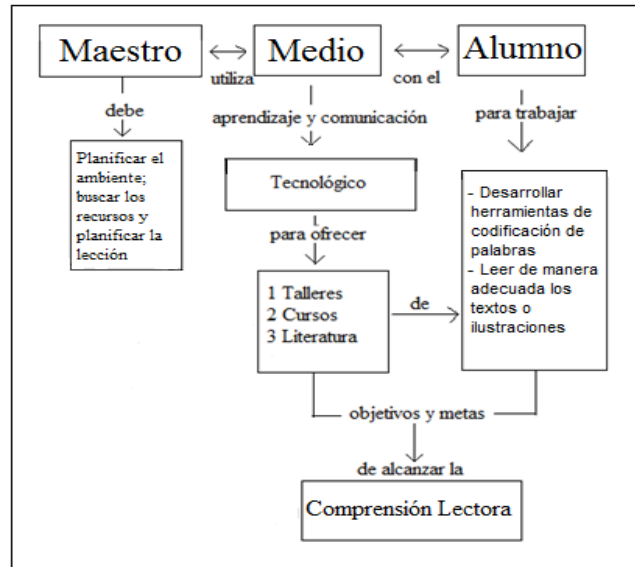 Maestro
utiliza
Medio
con el
Alumno
debe
aprendizaje y comunicación
para trabajar
Planificar el
ambiente;
buscar los
recursos y
planificar la
lección
Tecnológico
- Desarrollar
herramientas de
codificación de
palabras
- Leer de manera
adecuada los
textos o
ilustraciones
para ofrecer
1 Talleres
2 Cursos
3 Literatura
de
objetivos y metas
de alcanzar la
Comprensión Lectora